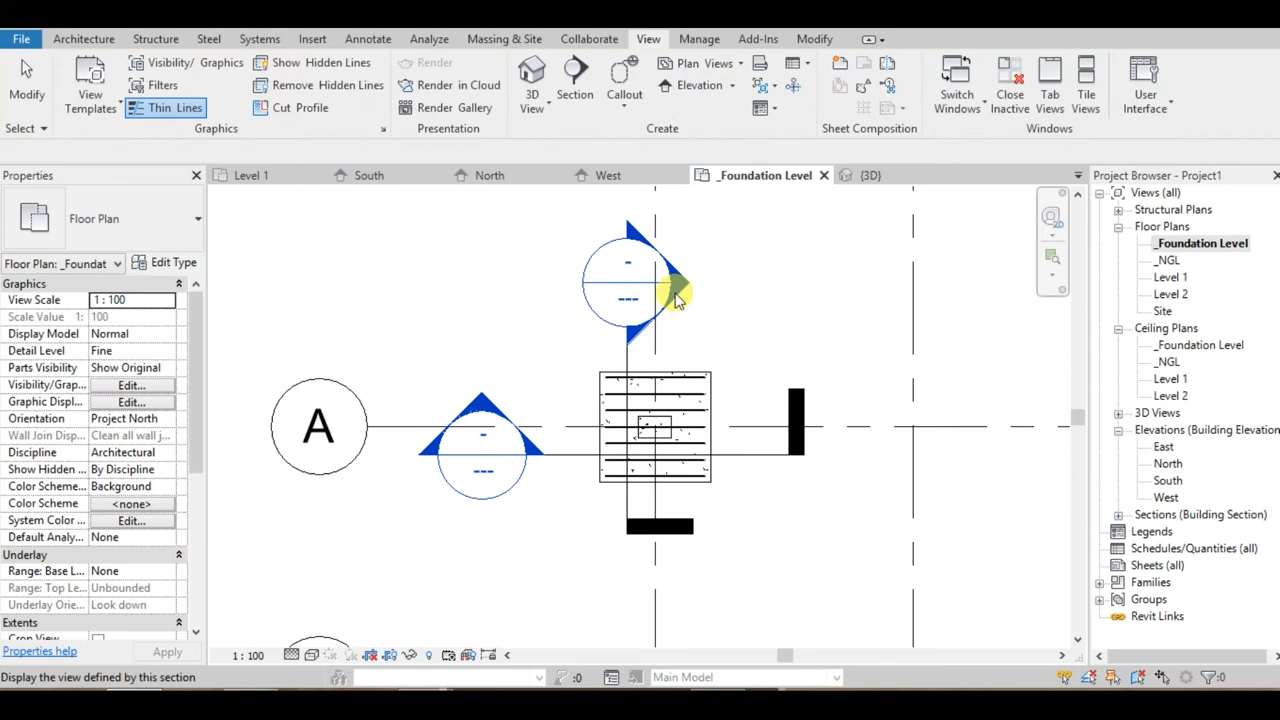 File Architecture Structure Steel Systems Insert Annotate Analyze Massing & Site Collaborate View Manage Add-Ins Modify
Modify
Select
View Templates
Visibility/ Graphics
Filters
Thin Lines
Show Hidden Lines
Remove Hidden Lines
Cut Profile
Graphics
Render
Render in Cloud
Render Gallery
Presentation
3D View
Section
Callout
Plan Views
Elevation
Create
Sheet Composition
Switch Windows
Close Inactive
Tab Views
Tile Views
Windows
User Interface
Properties
Level 1 South North West _Foundation Level {3D}
Floor Plan
Floor Plan: _Foundat Edit Type
Graphics
View Scale 1 : 100
Scale Value 1: 100
Display Model Normal
Detail Level Fine
Parts Visibility Show Original
Visibility/Grap... Edit...
Graphic Displ... Edit...
Orientation Project North
Wall Join Disp... Clean all wall j...
Discipline Architectural
Show Hidden ... By Discipline
Color Scheme... Background
Color Scheme <none>
System Color ... Edit...
Default Analy... None
Underlay
Range: Base L... None
Range: Top Le... Unbounded
Underlay Orie... Look down
Extents
Crop View
Properties help Apply
A
-
---
-
---
2D
1 : 100
Project Browser - Project1
Views (all)
Structural Plans
Floor Plans
_Foundation Level
_NGL
Level 1
Level 2
Site
Ceiling Plans
_Foundation Level
_NGL
Level 1
Level 2
3D Views
Elevations (Building Elevation
East
North
South
West
Sections (Building Section)
Legends
Schedules/Quantities (all)
Sheets (all)
Families
Groups
Revit Links
Display the view defined by this section :0 Main Model :0